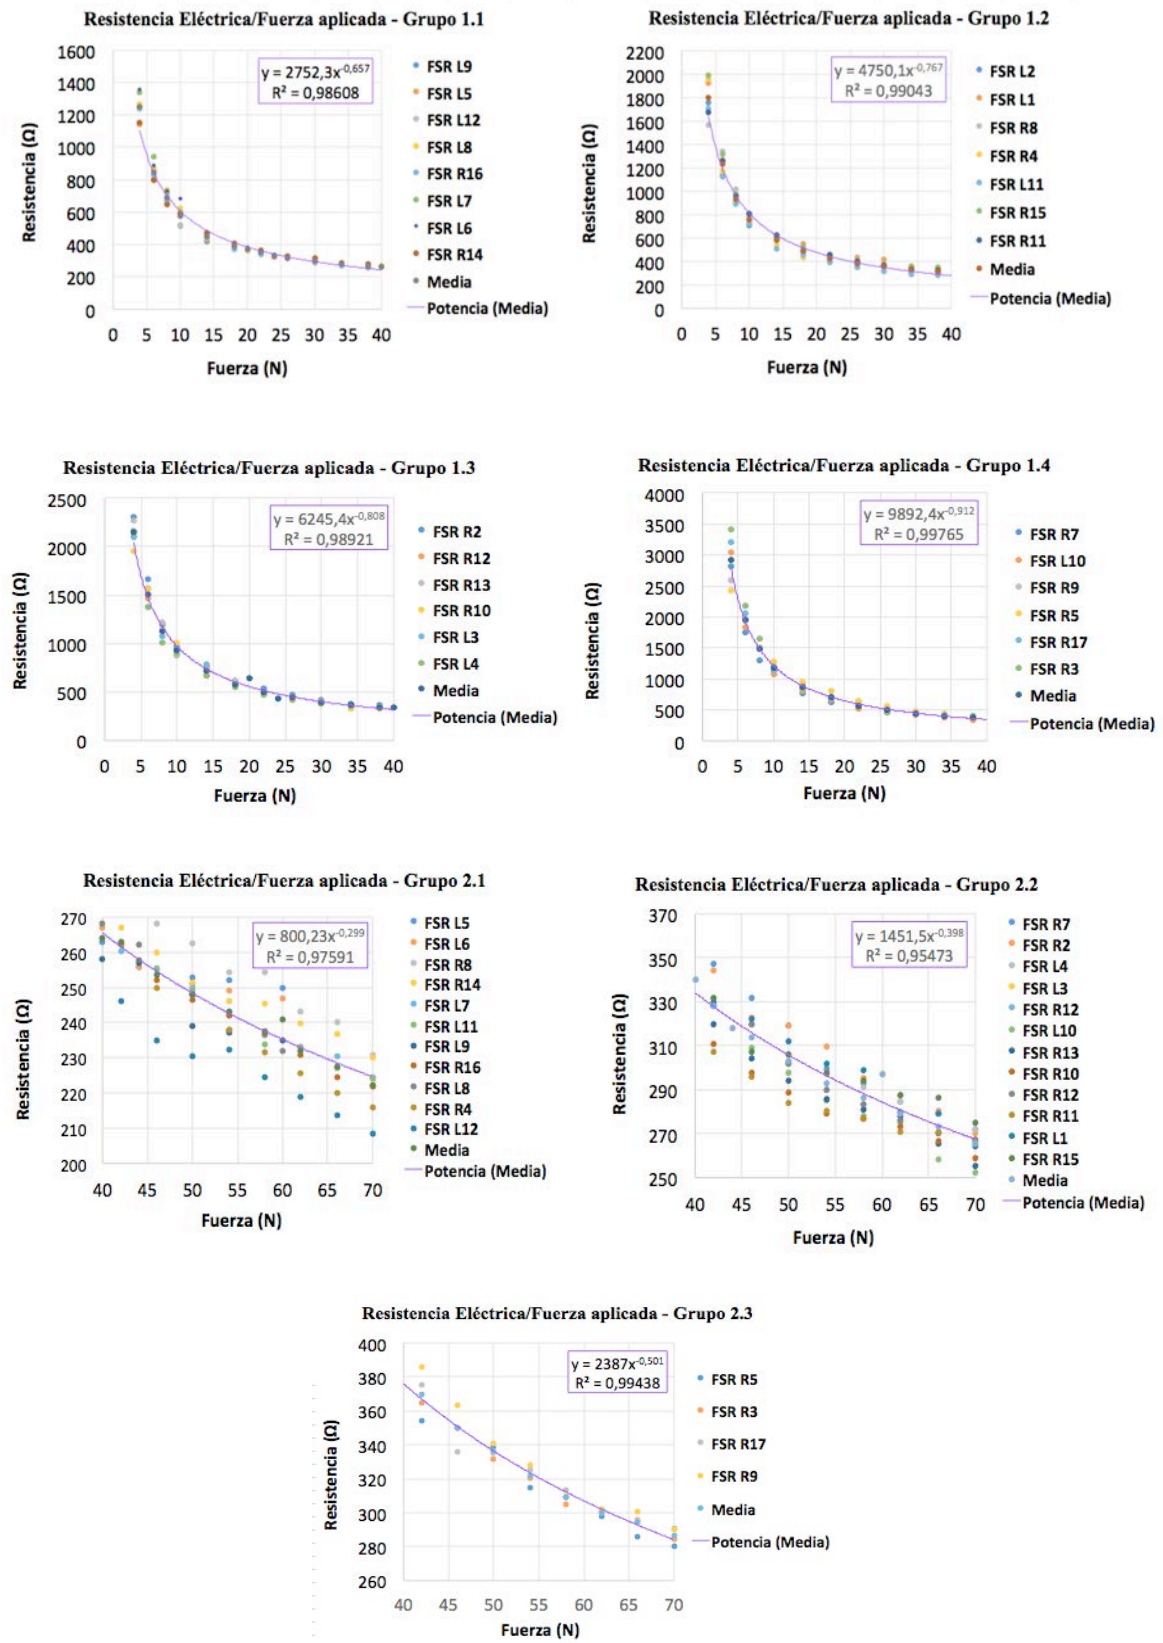 Resistencia Eléctrica/Fuerza aplicada - Grupo 1.1
1600
1400
1200
1000
800
600
400
200
0
Resistencia (Ω)
y = 2752,3x^-0,657
R² = 0,98608
0 5 10 15 20 25 30 35 40
Fuerza (N)
FSR L9
FSR L5
FSR L12
FSR L8
FSR R16
FSR L7
FSR L6
FSR R14
Media
Potencia (Media)
Resistencia Eléctrica/Fuerza aplicada - Grupo 1.2
2200
2000
1800
1600
1400
1200
1000
800
600
400
200
0
Resistencia (Ω)
y = 4750,1x^-0,767
R² = 0,99043
0 5 10 15 20 25 30 35 40
Fuerza (N)
FSR L2
FSR L1
FSR R8
FSR R4
FSR L11
FSR R15
FSR R11
Media
Potencia (Media)
Resistencia Eléctrica/Fuerza aplicada - Grupo 1.3
2500
2000
1500
1000
500
0
Resistencia (Ω)
y = 6245,4x^-0,808
R² = 0,98921
0 5 10 15 20 25 30 35 40
Fuerza (N)
FSR R2
FSR R12
FSR R13
FSR R10
FSR L3
FSR L4
Media
Potencia (Media)
Resistencia Eléctrica/Fuerza aplicada - Grupo 1.4
4000
3500
3000
2500
2000
1500
1000
500
0
Resistencia (Ω)
y = 9892,4x^-0,912
R² = 0,99765
0 5 10 15 20 25 30 35 40
Fuerza (N)
FSR R7
FSR L10
FSR R9
FSR R5
FSR R17
FSR R3
Media
Potencia (Media)
Resistencia Eléctrica/Fuerza aplicada - Grupo 2.1
270
260
250
240
230
220
210
200
Resistencia (Ω)
y = 800,23x^-0,299
R² = 0,97591
40 45 50 55 60 65 70
Fuerza (N)
FSR L5
FSR L6
FSR R8
FSR R14
FSR L7
FSR L11
FSR L9
FSR R16
FSR L8
FSR R4
FSR L12
Media
Potencia (Media)
Resistencia Eléctrica/Fuerza aplicada - Grupo 2.2
370
350
330
310
290
270
250
Resistencia (Ω)
y = 1451,5x^-0,398
R² = 0,95473
40 45 50 55 60 65 70
Fuerza (N)
FSR R7
FSR R2
FSR L4
FSR L3
FSR R12
FSR L10
FSR R13
FSR R10
FSR R12
FSR R11
FSR L1
FSR R15
Media
Potencia (Media)
Resistencia Eléctrica/Fuerza aplicada - Grupo 2.3
400
380
360
340
320
300
280
260
Resistencia (Ω)
y = 2387x^-0,501
R² = 0,99438
40 45 50 55 60 65 70
Fuerza (N)
FSR R5
FSR R3
FSR R17
FSR R9
Media
Potencia (Media)